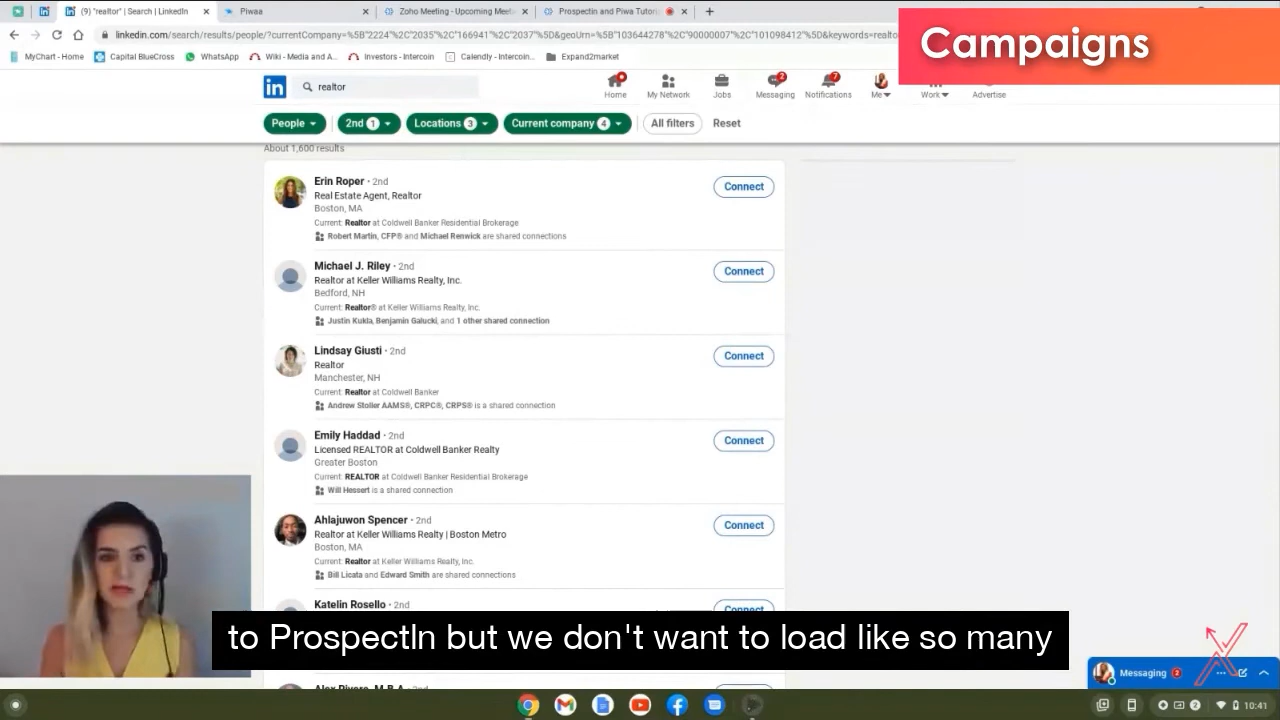 (9) "realtor" | Search | LinkedIn
Piwaa
Zoho Meeting - Upcoming Meet
Prospectin and Piwa Tutori
linkedin.com/search/results/people/?currentCompany=%5B"2224"%2C"2035"%2C"166941"%2C"2037"%5D&geoUrn=%5B"103644278"%2C"90000007"%2C"101098412"%5D&keywords=realto
Campaigns
MyChart - Home
Capital BlueCross
WhatsApp
Wiki - Media and A...
Investors - Intercoin
Calendly - Intercoin...
Expand2market
in
realtor
Home
My Network
Jobs
2
Messaging
7
Notifications
Me
Work
Advertise
People
2nd 1
Locations 3
Current company 4
All filters
Reset
About 1,600 results
Erin Roper • 2nd
Real Estate Agent, Realtor
Boston, MA
Current: Realtor at Coldwell Banker Residential Brokerage
Robert Martin, CFP® and Michael Renwick are shared connections
Connect
Michael J. Riley • 2nd
Realtor at Keller Williams Realty, Inc.
Bedford, NH
Current: Realtor® at Keller Williams Realty, Inc.
Justin Kukla, Benjamin Galucki, and 1 other shared connection
Connect
Lindsay Giusti • 2nd
Realtor
Manchester, NH
Current: Realtor at Coldwell Banker
Andrew Stoller AAMS®, CRPC®, CRPS® is a shared connection
Connect
Emily Haddad • 2nd
Licensed REALTOR at Coldwell Banker Realty
Greater Boston
Current: REALTOR at Coldwell Banker Residential Brokerage
Will Hessert is a shared connection
Connect
Ahlajuwon Spencer • 2nd
Realtor at Keller Williams Realty | Boston Metro
Boston, MA
Current: Realtor at Keller Williams Realty, Inc.
Bill Licata and Edward Smith are shared connections
Connect
Katelin Rosello • 2nd
Connect
to ProspectIn but we don't want to load like so many
Messaging
10:41